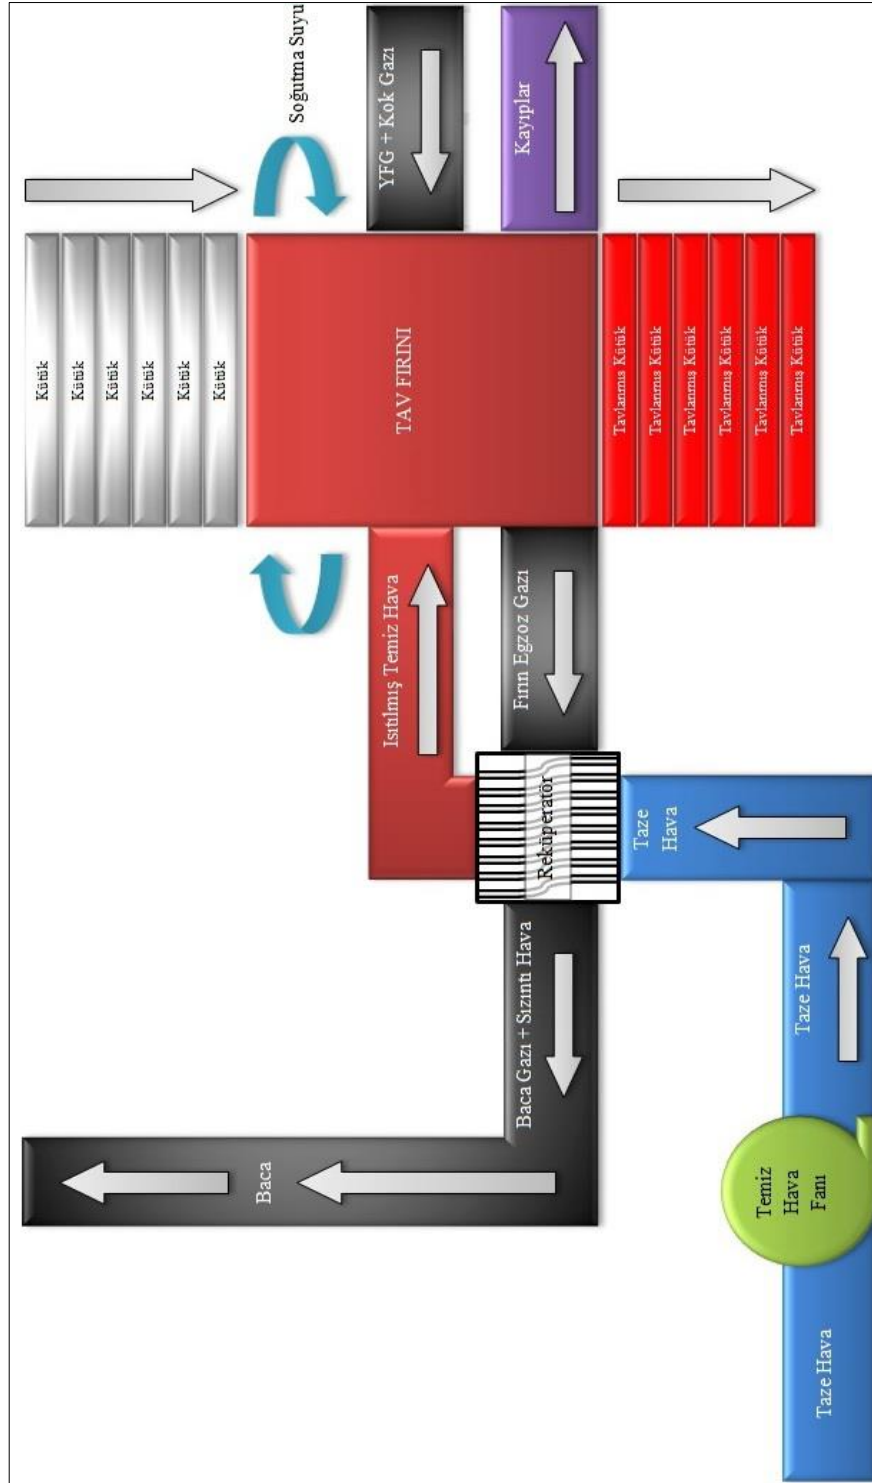 Soğutma Suyu
YFG + Kok Gazı
Kayıplar
Kütük
Kütük
Kütük
Kütük
Kütük
Kütük
TAV FIRINI
Tavlanmış Kütük
Tavlanmış Kütük
Tavlanmış Kütük
Tavlanmış Kütük
Tavlanmış Kütük
Tavlanmış Kütük
Isıtılmış Temiz Hava
Fırın Egzoz Gazı
Reküperatör
Taze
Hava
Baca Gazı + Sızıntı Hava
Taze Hava
Baca
Temiz
Hava
Fanı
Taze Hava